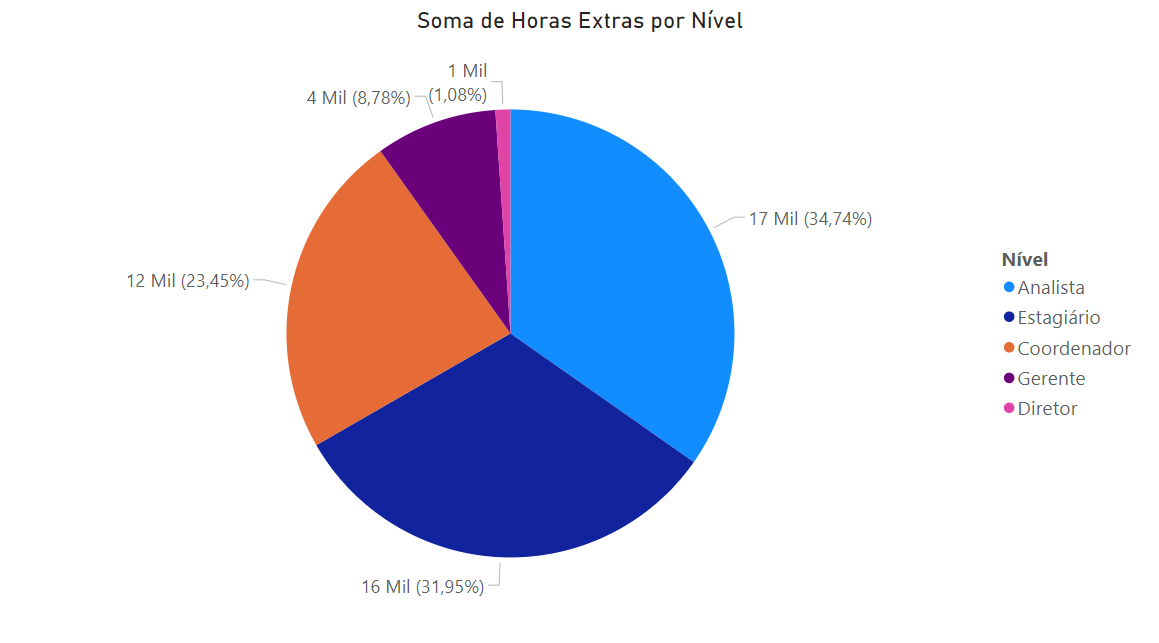 Soma de Horas Extras por Nível
1 Mil
(1,08%)
4 Mil (8,78%)
17 Mil (34,74%)
12 Mil (23,45%)
16 Mil (31,95%)
Nível
Analista
Estagiário
Coordenador
Gerente
Diretor